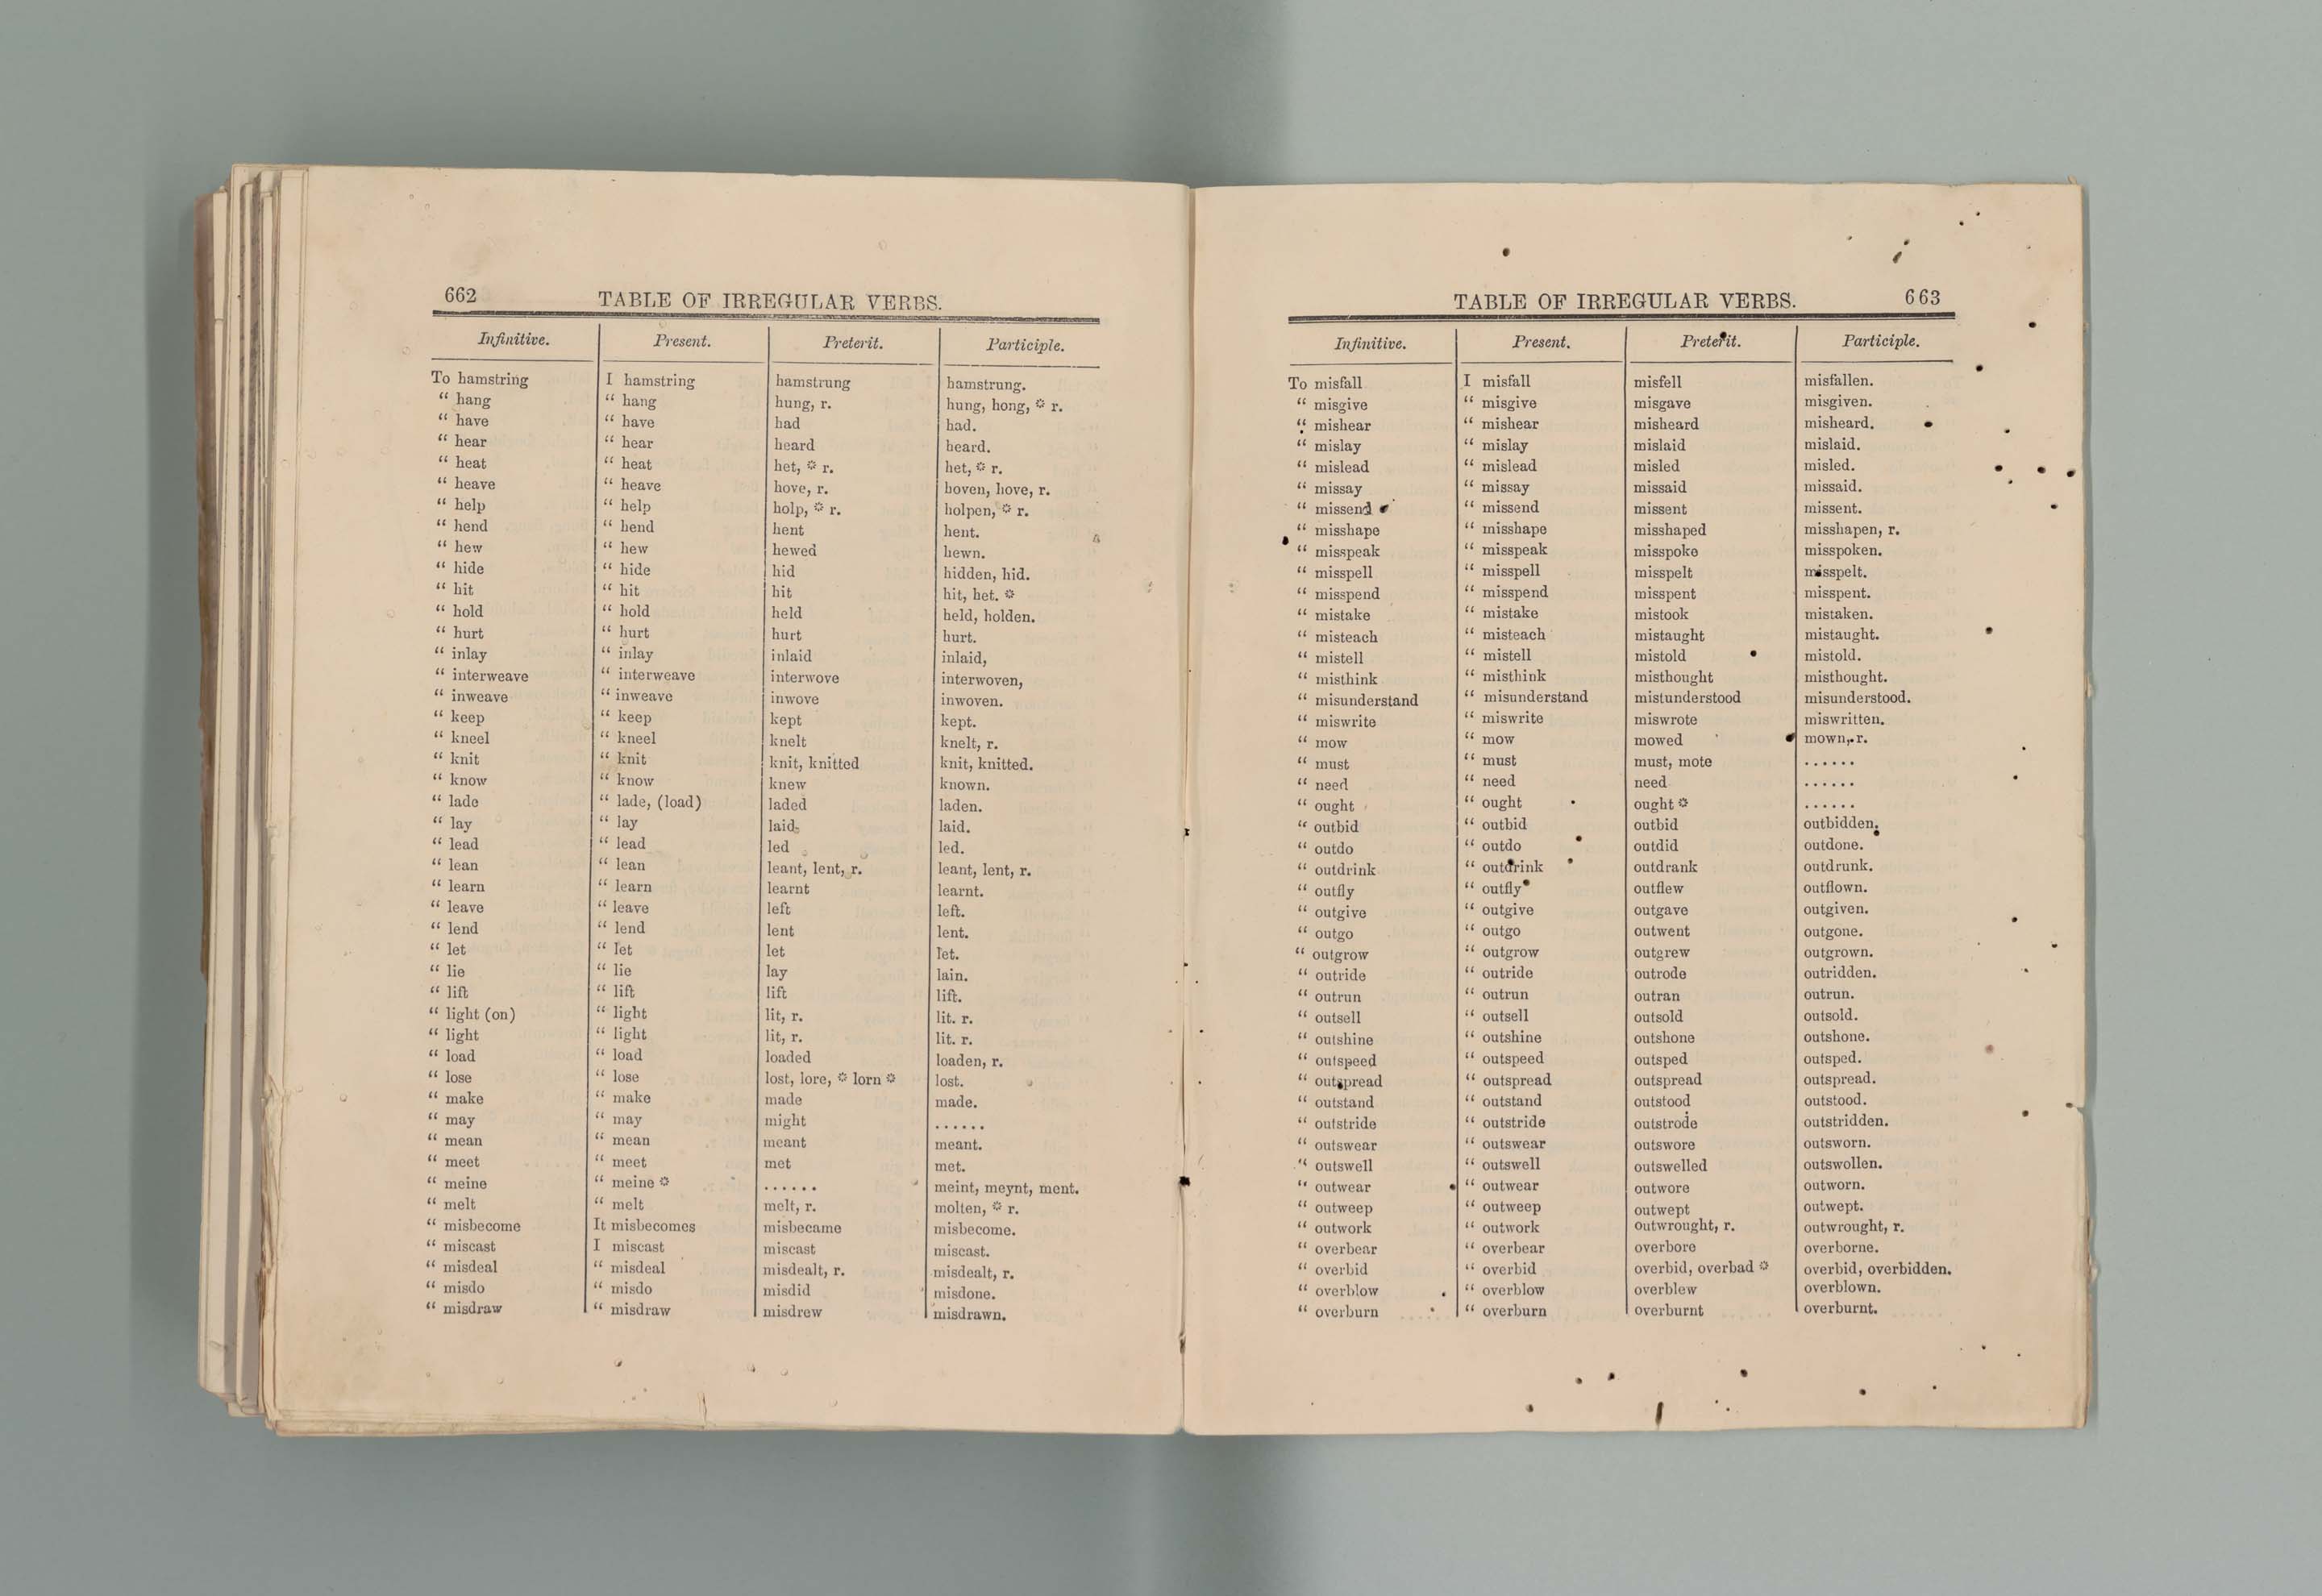 662 TABLE OF IRREGULAR VERBS.
Infinitive. Present. Preterit. Participle.
To hamstring I hamstring hamstrung hamstrung.
“ hang “ hang hung, r. hung, hong, * r.
“ have “ have had had.
“ hear “ hear heard heard.
“ heat “ heat het, * r. het, * r.
“ heave “ heave hove, r. hoven, hove, r.
“ help “ help holp, * r. holpen, * r.
“ hend “ hend hent hent.
“ hew “ hew hewed hewn.
“ hide “ hide hid hidden, hid.
“ hit “ hit hit hit, het. *
“ hold “ hold held held, holden.
“ hurt “ hurt hurt hurt.
“ inlay “ inlay inlaid inlaid,
“ interweave “ interweave interwove interwoven,
“ inweave “ inweave inwove inwoven.
“ keep “ keep kept kept.
“ kneel “ kneel knelt knelt, r.
“ knit “ knit knit, knitted knit, knitted.
“ know “ know knew known.
“ lade “ lade, (load) laded laden.
“ lay “ lay laid laid.
“ lead “ lead led led.
“ lean “ lean leant, lent, r. leant, lent, r.
“ learn “ learn learnt learnt.
“ leave “ leave left left.
“ lend “ lend lent lent.
“ let “ let let let.
“ lie “ lie lay lain.
“ lift “ lift lift lift.
“ light (on) “ light lit, r. lit. r.
“ light “ light lit, r. lit. r.
“ load “ load loaded loaden, r.
“ lose “ lose lost, lore, * lorn * lost.
“ make “ make made made.
“ may “ may might ......
“ mean “ mean meant meant.
“ meet “ meet met met.
“ meine “ meine * ...... meint, meynt, ment.
“ melt “ melt melt, r. molten, * r.
“ misbecome It misbecomes misbecame misbecome.
“ miscast I miscast miscast miscast.
“ misdeal “ misdeal misdealt, r. misdealt, r.
“ misdo “ misdo misdid misdone.
“ misdraw “ misdraw misdrew misdrawn.
TABLE OF IRREGULAR VERBS. 663
Infinitive. Present. Preterit. Participle.
To misfall I misfall misfell misfallen.
“ misgive “ misgive misgave misgiven.
“ mishear “ mishear misheard misheard.
“ mislay “ mislay mislaid mislaid.
“ mislead “ mislead misled misled.
“ missay “ missay missaid missaid.
“ missend “ missend missent missent.
“ misshape “ misshape misshaped misshapen, r.
“ misspeak “ misspeak misspoke misspoken.
“ misspell “ misspell misspelt misspelt.
“ misspend “ misspend misspent misspent.
“ mistake “ mistake mistook mistaken.
“ misteach “ misteach mistaught mistaught.
“ mistell “ mistell mistold mistold.
“ misthink “ misthink misthought misthought.
“ misunderstand “ misunderstand mistunderstood misunderstood.
“ miswrite “ miswrite miswrote miswritten.
“ mow “ mow mowed mown, r.
“ must “ must must, mote ......
“ need “ need need ......
“ ought “ ought ought * ......
“ outbid “ outbid outbid outbidden.
“ outdo “ outdo outdid outdone.
“ outdrink “ outdrink outdrank outdrunk.
“ outfly “ outfly outflew outflown.
“ outgive “ outgive outgave outgiven.
“ outgo “ outgo outwent outgone.
“ outgrow “ outgrow outgrew outgrown.
“ outride “ outride outrode outridden.
“ outrun “ outrun outran outrun.
“ outsell “ outsell outsold outsold.
“ outshine “ outshine outshone outshone.
“ outspeed “ outspeed outsped outsped.
“ outspread “ outspread outspread outspread.
“ outstand “ outstand outstood outstood.
“ outstride “ outstride outstrode outstridden.
“ outswear “ outswear outswore outsworn.
“ outswell “ outswell outswelled outswollen.
“ outwear “ outwear outwore outworn.
“ outweep “ outweep outwept outwept.
“ outwork “ outwork outwrought, r. outwrought, r.
“ overbear “ overbear overbore overborne.
“ overbid “ overbid overbid, overbad * overbid, overbidden.
“ overblow “ overblow overblew overblown.
“ overburn “ overburn overburnt overburnt.